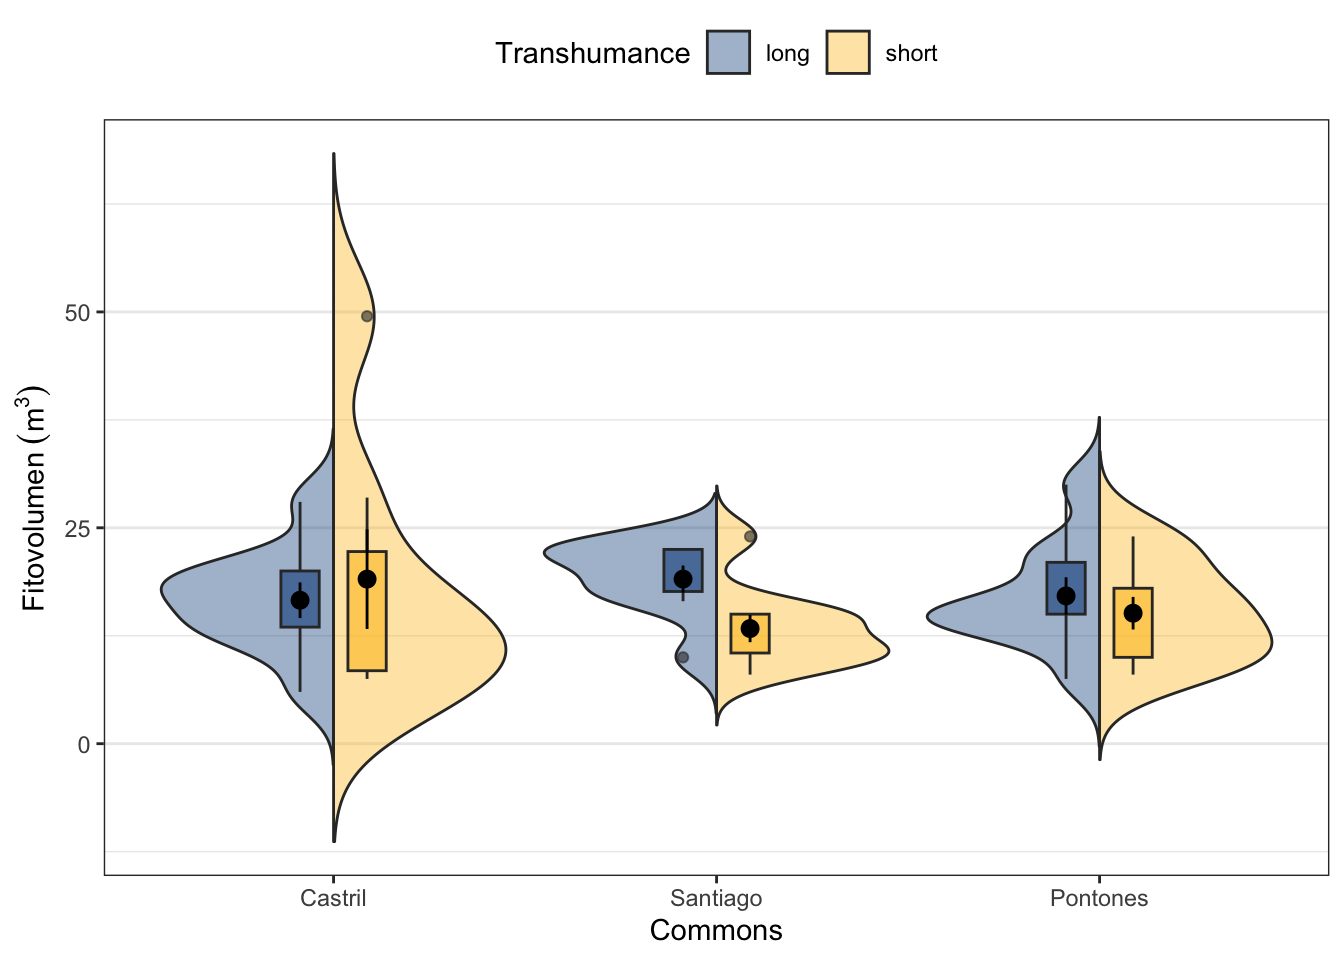 Transhumance long short
Fitovolumen (m³)
50
25
0
Castril Santiago Pontones
Commons